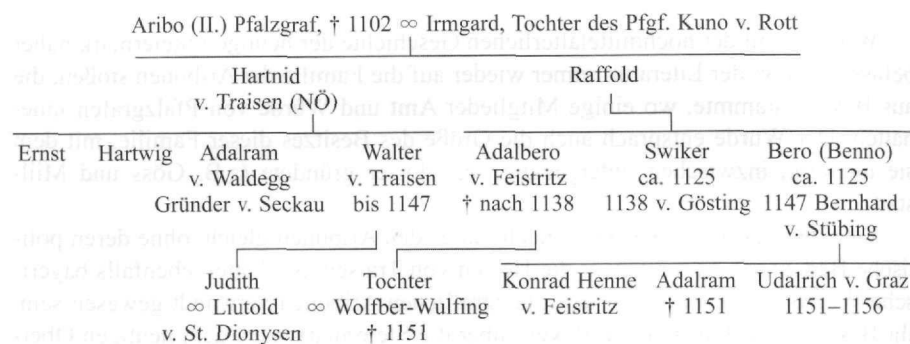 Aribo (II.) Pfalzgraf, † 1102 ∞ Irmgard, Tochter des Pfgf. Kuno v. Rott
Hartnid Raffold
v. Traisen (NÖ)
Ernst Hartwig Adalram Walter Adalbero Swiker Bero (Benno)
v. Waldegg v. Traisen v. Feistritz ca. 1125 ca. 1125
Gründer v. Seckau bis 1147 † nach 1138 1138 v. Gösting 1147 Bernhard
v. Stübing
Judith Tochter Konrad Henne Adalram Udalrich v. Graz
∞ Liutold ∞ Wolfber-Wulfing v. Feistritz † 1151 1151–1156
v. St. Dionysen † 1151